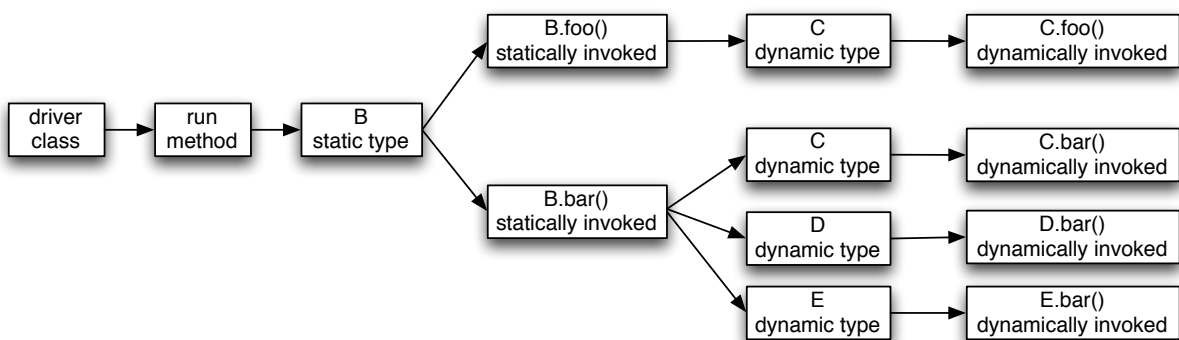 driver
class
run
method
B
static type
B.foo()
statically invoked
C
dynamic type
C.foo()
dynamically invoked
B.bar()
statically invoked
C
dynamic type
C.bar()
dynamically invoked
D
dynamic type
D.bar()
dynamically invoked
E
dynamic type
E.bar()
dynamically invoked